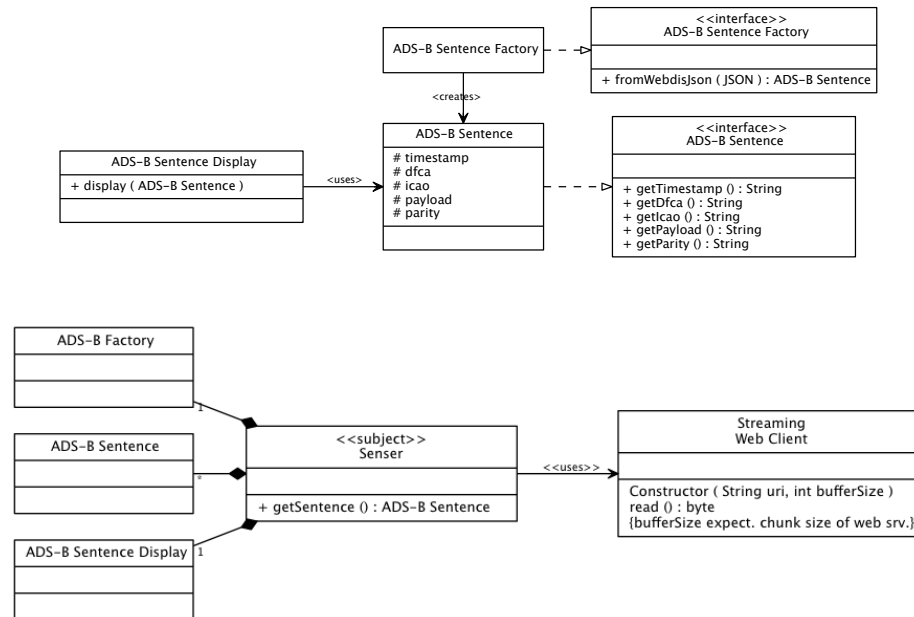 <<interface>>
ADS-B Sentence Factory
+ fromWebdisJson ( JSON ) : ADS-B Sentence
ADS-B Sentence Factory
<creates>
ADS-B Sentence
# timestamp
# dfca
# icao
# payload
# parity
<<interface>>
ADS-B Sentence
+ getTimestamp () : String
+ getDfca () : String
+ getIcao () : String
+ getPayload () : String
+ getParity () : String
ADS-B Sentence Display
+ display ( ADS-B Sentence )
<uses>
ADS-B Factory
1
ADS-B Sentence
*
ADS-B Sentence Display
1
<<subject>>
Senser
+ getSentence () : ADS-B Sentence
<<uses>>
Streaming
Web Client
Constructor ( String uri, int bufferSize )
read () : byte
{bufferSize expect. chunk size of web srv.}